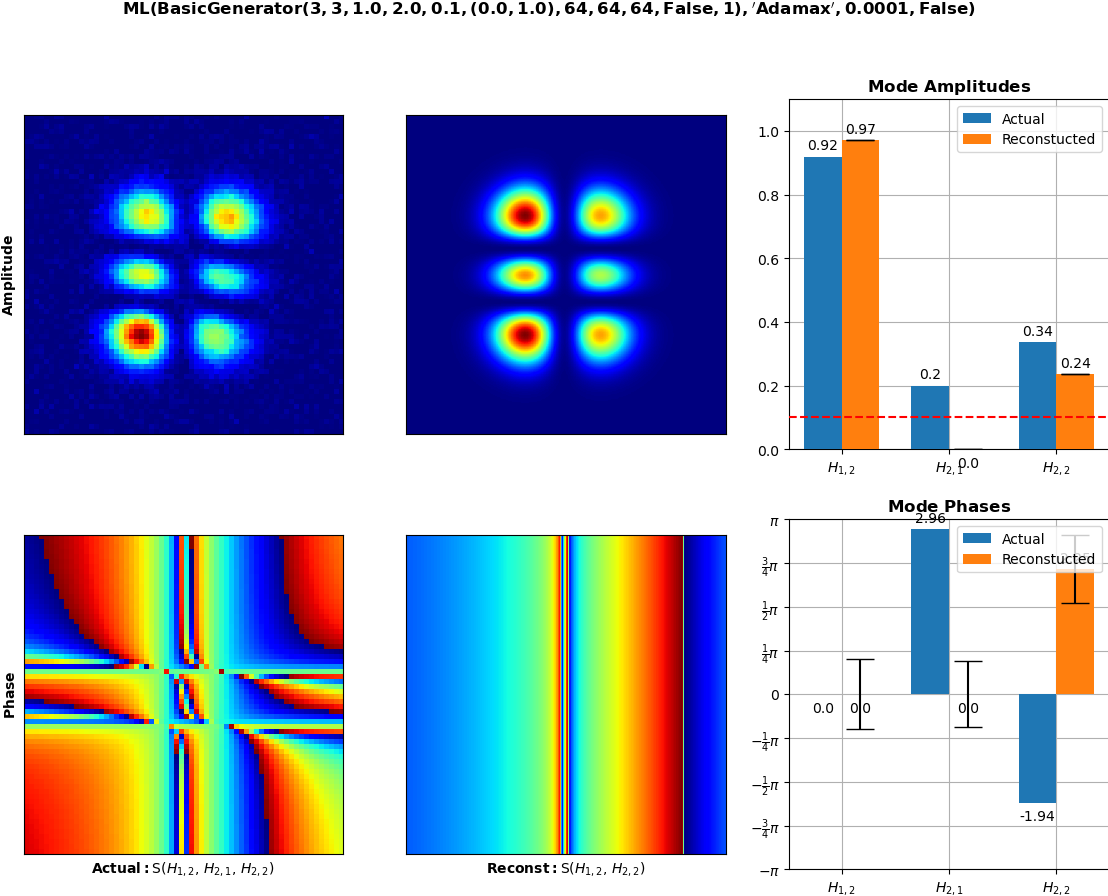 ML(BasicGenerator(3, 3, 1.0, 2.0, 0.1, (0.0, 1.0), 64, 64, 64, False, 1), 'Adamax', 0.0001, False)
Mode Amplitudes
Amplitude
1.0
0.8
0.6
0.4
0.2
0.0
Actual
Reconstucted
0.92
0.97
0.2
0.0
0.34
0.24
H1,2
H2,1
H2,2
Mode Phases
Phase
π
3/4π
1/2π
1/4π
0
−1/4π
−1/2π
−3/4π
−π
Actual
Reconstucted
0.0
0.0
2.96
0.0
-1.94
H1,2
H2,1
H2,2
Actual: S(H1,2, H2,1, H2,2)
Reconst: S(H1,2, H2,2)